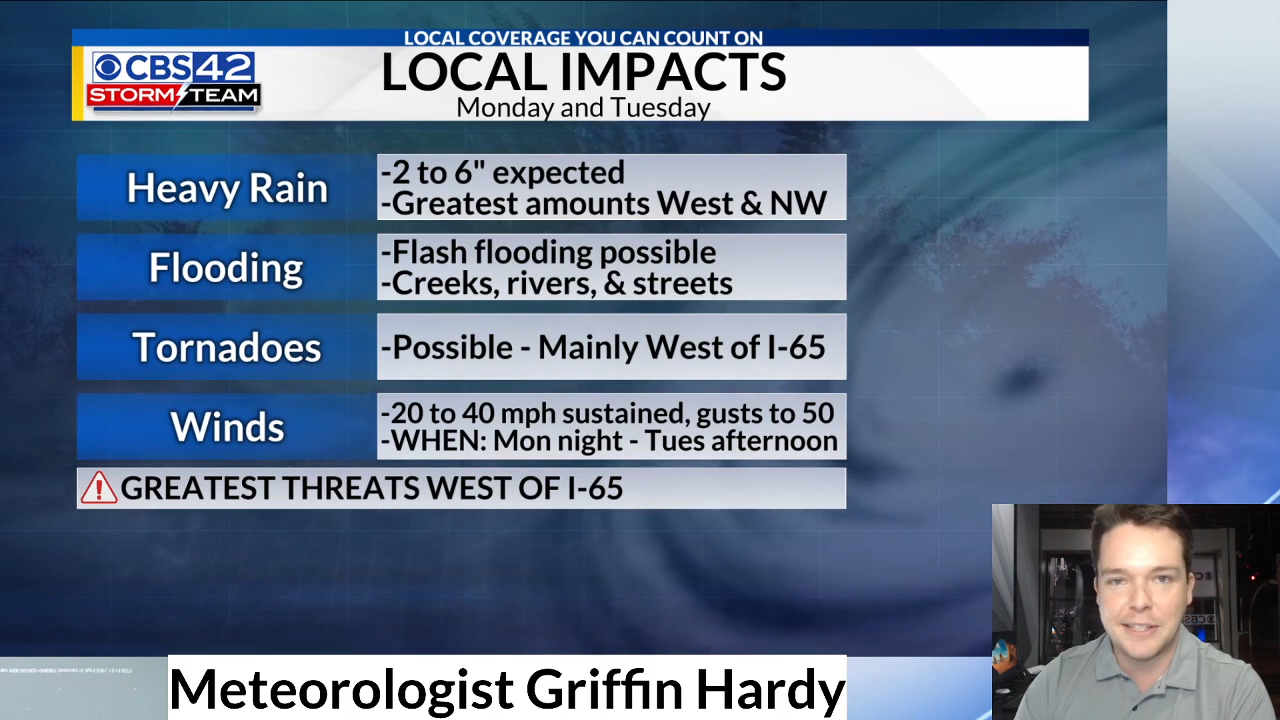 LOCAL COVERAGE YOU CAN COUNT ON
CBS 42
STORM TEAM
LOCAL IMPACTS
Monday and Tuesday
Heavy Rain
-2 to 6" expected
-Greatest amounts West & NW
Flooding
-Flash flooding possible
-Creeks, rivers, & streets
Tornadoes
-Possible - Mainly West of I-65
Winds
-20 to 40 mph sustained, gusts to 50
-WHEN: Mon night - Tues afternoon
GREATEST THREATS WEST OF I-65
Meteorologist Griffin Hardy